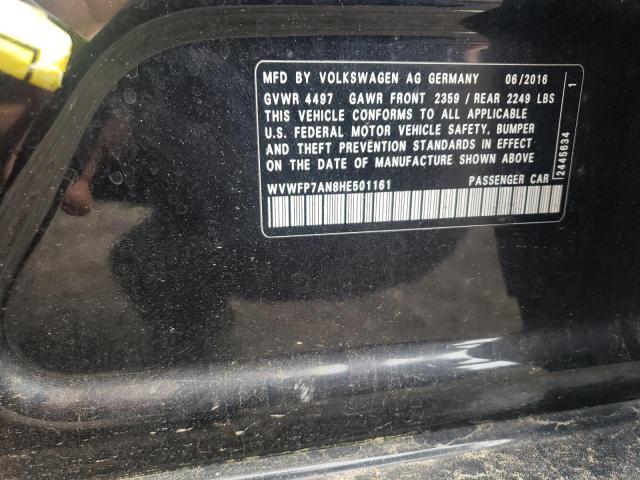 MFD BY VOLKSWAGEN AG GERMANY 06/2016
GVWR 4497 GAWR FRONT 2359 / REAR 2249 LBS
THIS VEHICLE CONFORMS TO ALL APPLICABLE
U.S. FEDERAL MOTOR VEHICLE SAFETY, BUMPER
AND THEFT PREVENTION STANDARDS IN EFFECT
ON THE DATE OF MANUFACTURE SHOWN ABOVE
WVWFP7AN8HE501161 PASSENGER CAR
2445634 1